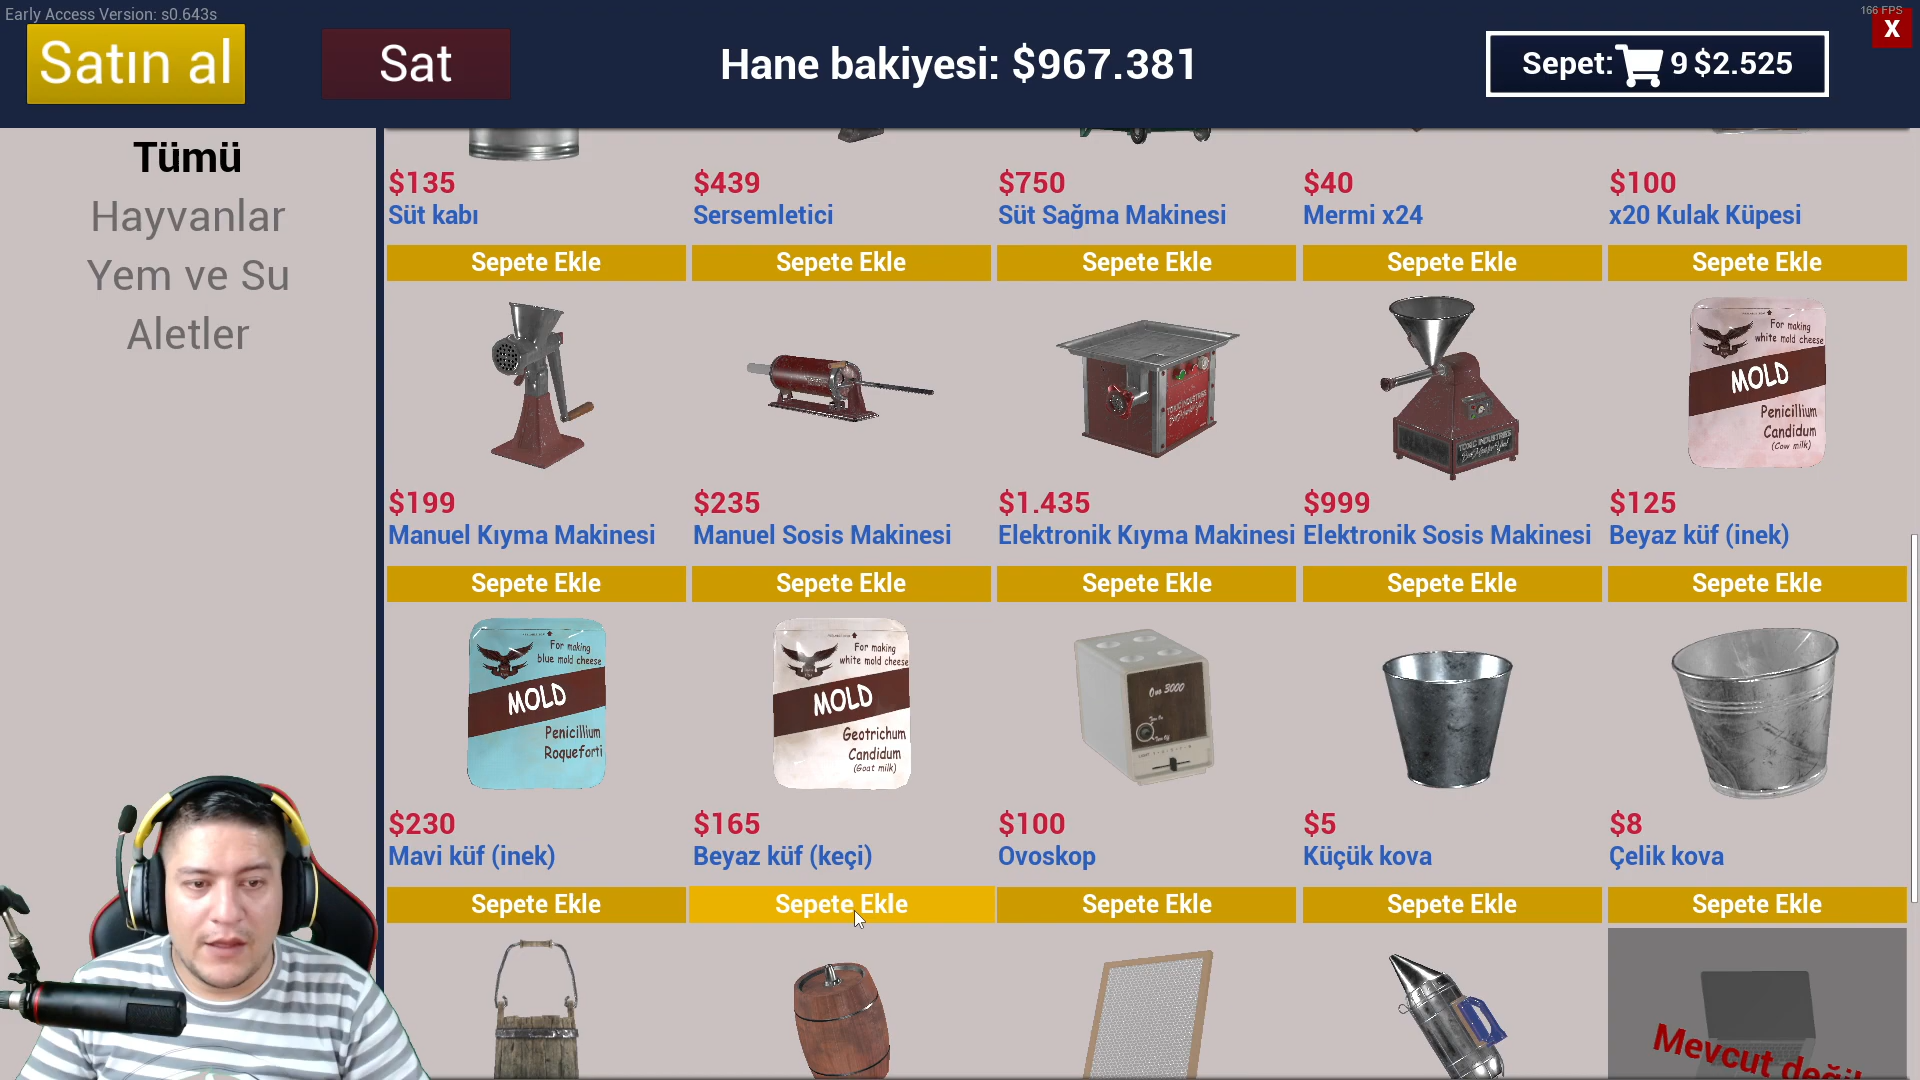 Early Access Version: s0.643s
166 FPS
Satın al
Sat
Hane bakiyesi: $967.381
Sepet: 9 $2.525
X
Tümü
Hayvanlar
Yem ve Su
Aletler
$135
Süt kabı
Sepete Ekle
$439
Sersemletici
Sepete Ekle
$750
Süt Sağma Makinesi
Sepete Ekle
$40
Mermi x24
Sepete Ekle
$100
x20 Kulak Küpesi
Sepete Ekle
$199
Manuel Kıyma Makinesi
Sepete Ekle
$235
Manuel Sosis Makinesi
Sepete Ekle
TOXIC INDUSTRIES
$1.435
Elektronik Kıyma Makinesi
Sepete Ekle
TOXIC INDUSTRIES
$999
Elektronik Sosis Makinesi
Sepete Ekle
For making
white mold cheese
MOLD
Penicillium
Candidum
(Cow milk)
$125
Beyaz küf (inek)
Sepete Ekle
For making
blue mold cheese
MOLD
Penicillium
Roqueforti
$230
Mavi küf (inek)
Sepete Ekle
For making
white mold cheese
MOLD
Geotrichum
Candidum
(Goat milk)
$165
Beyaz küf (keçi)
Sepete Ekle
Ovo 3000
$100
Ovoskop
Sepete Ekle
$5
Küçük kova
Sepete Ekle
$8
Çelik kova
Sepete Ekle
Mevcut değil